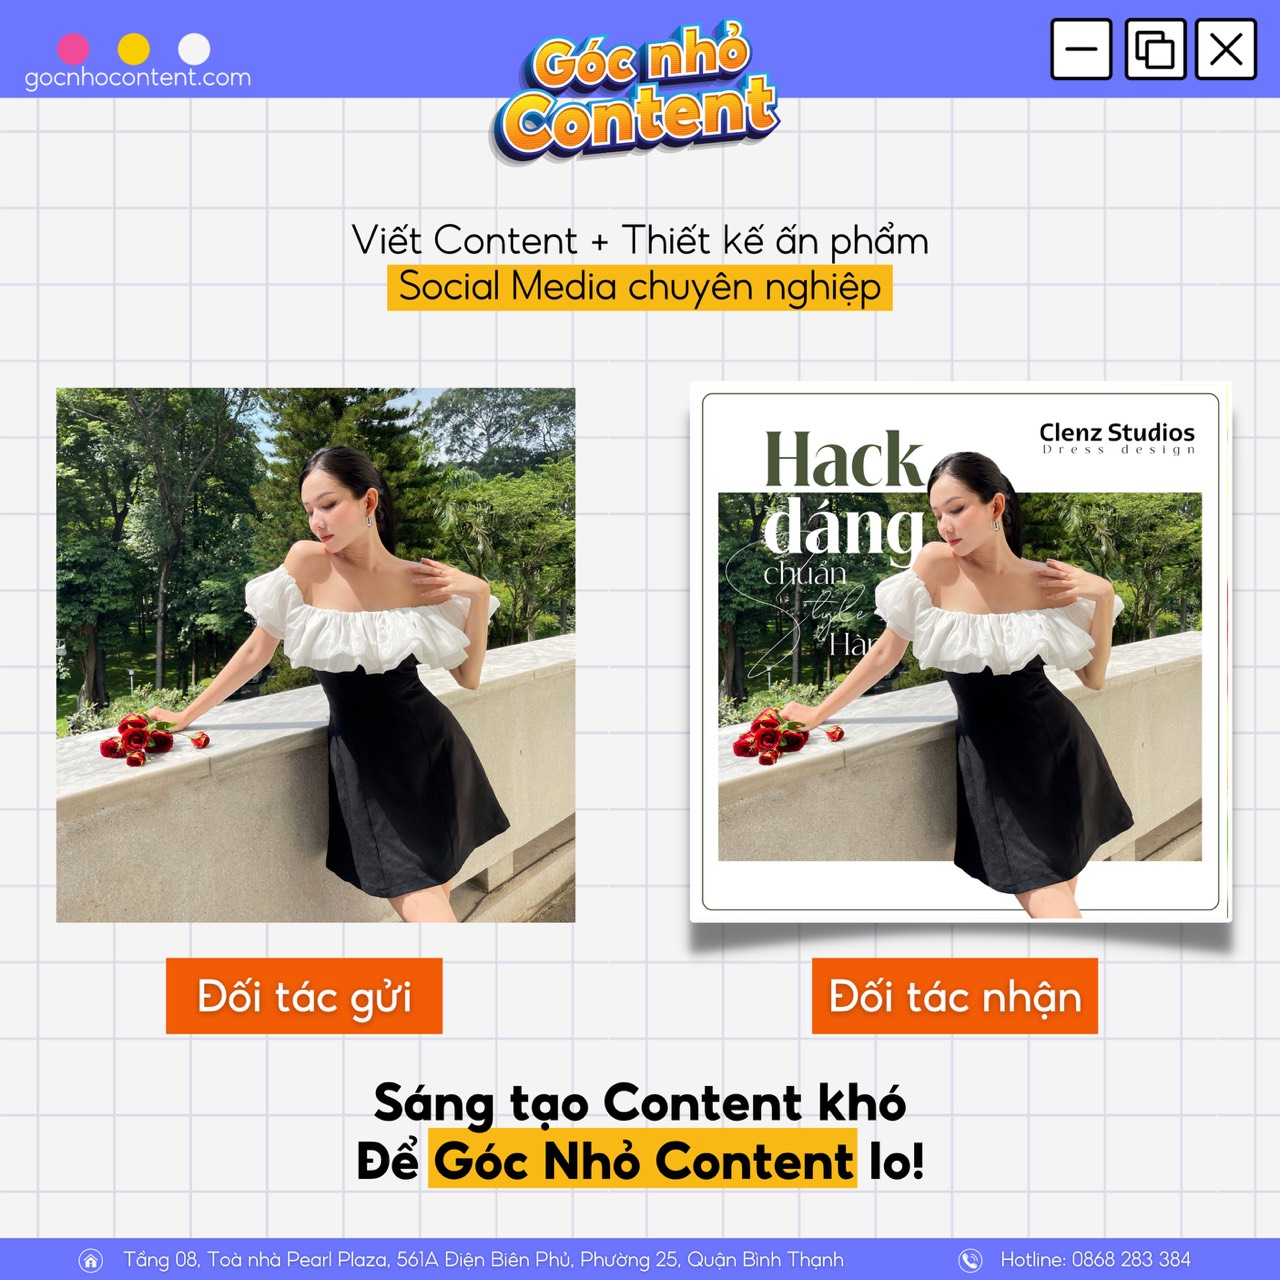 gocnhocontent.com
Góc nhỏ
Content
Viết Content + Thiết kế ấn phẩm
Social Media chuyên nghiệp
Hack
dáng
chuẩn
Style
Hàn
Clenz Studios
Dress design
Đối tác gửi
Đối tác nhận
Sáng tạo Content khó
Để Góc Nhỏ Content lo!
Tầng 08, Toà nhà Pearl Plaza, 561A Điện Biên Phủ, Phường 25, Quận Bình Thạnh
Hotline: 0868 283 384